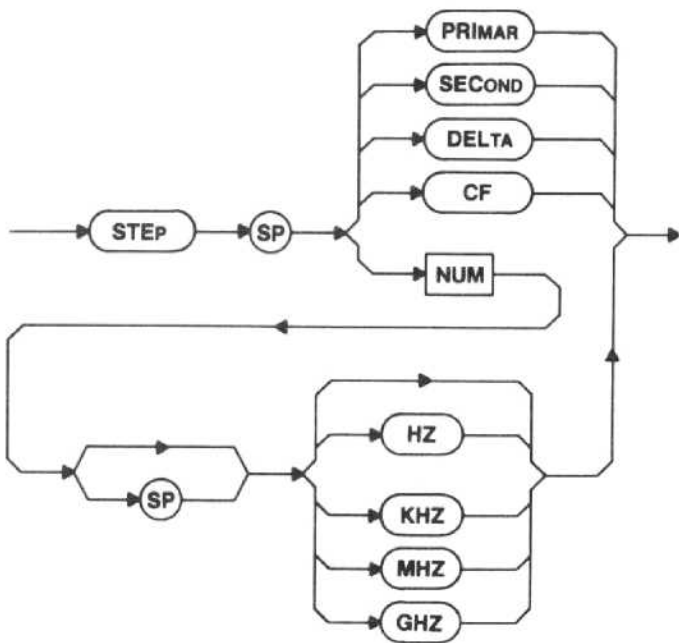 PRIMAR
SECOND
DELTA
CF
STEP
SP
NUM
SP
HZ
KHZ
MHZ
GHZ